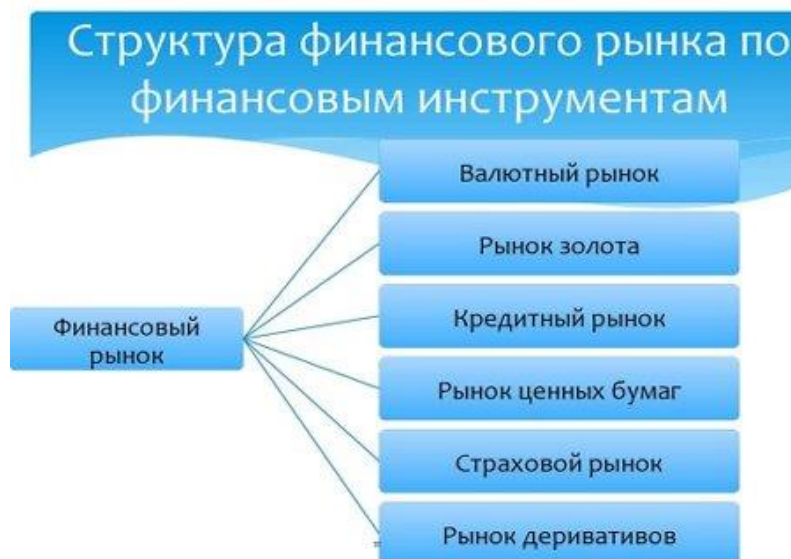 Структура финансового рынка по
финансовым инструментам
Валютный рынок
Рынок золота
Кредитный рынок
Финансовый
рынок
Рынок ценных бумаг
Страховой рынок
Рынок деривативов